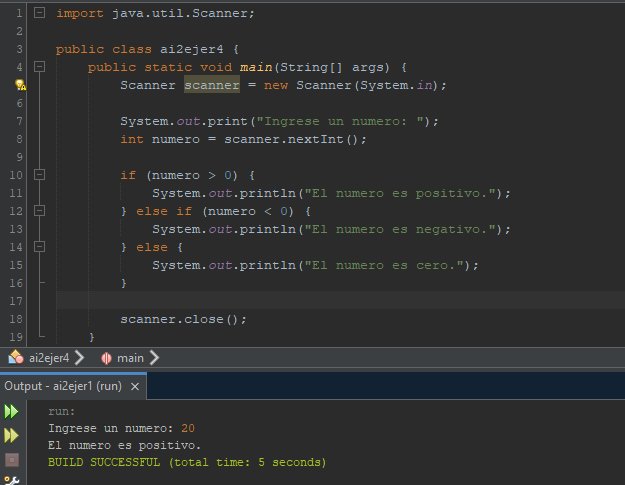 1 import java.util.Scanner;
2
3 public class ai2ejer4 {
4 public static void main(String[] args) {
Scanner scanner = new Scanner(System.in);
6
7 System.out.print("Ingrese un numero: ");
8 int numero = scanner.nextInt();
9
10 if (numero > 0) {
11 System.out.println("El numero es positivo.");
12 } else if (numero < 0) {
13 System.out.println("El numero es negativo.");
14 } else {
15 System.out.println("El numero es cero.");
16 }
17
18 scanner.close();
19 }
ai2ejer4 main
Output - ai2ejer1 (run) ×
run:
Ingrese un numero: 20
El numero es positivo.
BUILD SUCCESSFUL (total time: 5 seconds)